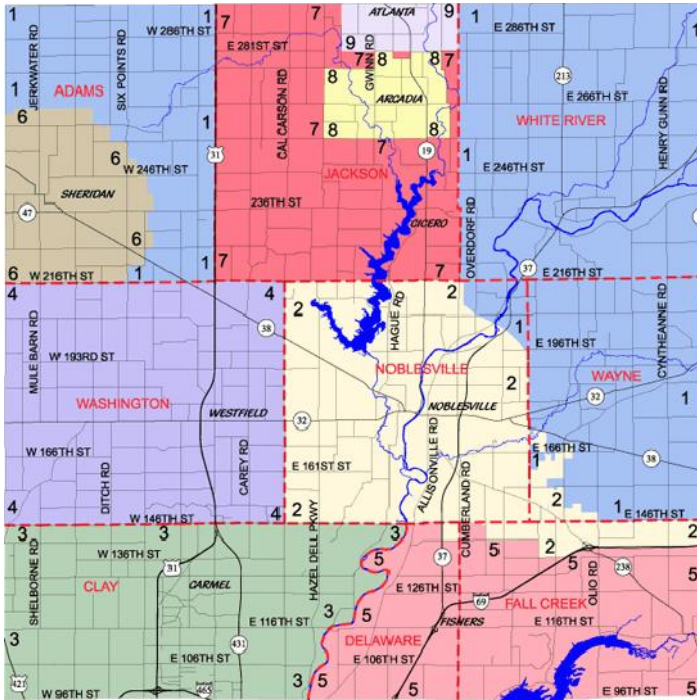 ATLANTA
1
7
9
9
1
1
W 286TH ST
E 286TH ST
JERKWATER RD
SIX POINTS RD
E 281ST ST
GWINN RD
7
8
8
7
213
HENRY GUNN RD
ADAMS
CAL CARSON RD
8
8
E 266TH ST
1
ARCADIA
6
1
7
8
8
WHITE RIVER
7
19
31
6
W 246TH ST
1
E 246TH ST
JACKSON
SHERIDAN
236TH ST
OVERDORF RD
47
CICERO
6
37
6
W 216TH ST
1
1
7
7
E 216TH ST
4
4
2
HAGUE RD
2
38
1
CYNTHEANNE RD
MULE BARN RD
E 196TH ST
W 193RD ST
NOBLESVILLE
WAYNE
2
32
WASHINGTON
WESTFIELD
32
NOBLESVILLE
1
W 166TH ST
DITCH RD
CAREY RD
E 161ST ST
ALLISONVILLE RD
CUMBERLAND RD
E 166TH ST
1
38
4
W 146TH ST
4
2
2
1
E 146TH ST
3
3
3
5
2
2
SHELBORNE RD
W 136TH ST
HAZEL DELL PKWY
5
37
OLIO RD
238
31
CLAY
CARMEL
E 126TH ST
69
5
FALL CREEK
E 116TH ST
3
5
FISHERS
E 116TH ST
3
431
DELAWARE
E 106TH ST
E 106TH ST
421
W 96TH ST
465
3
5
5
E 96TH ST
5